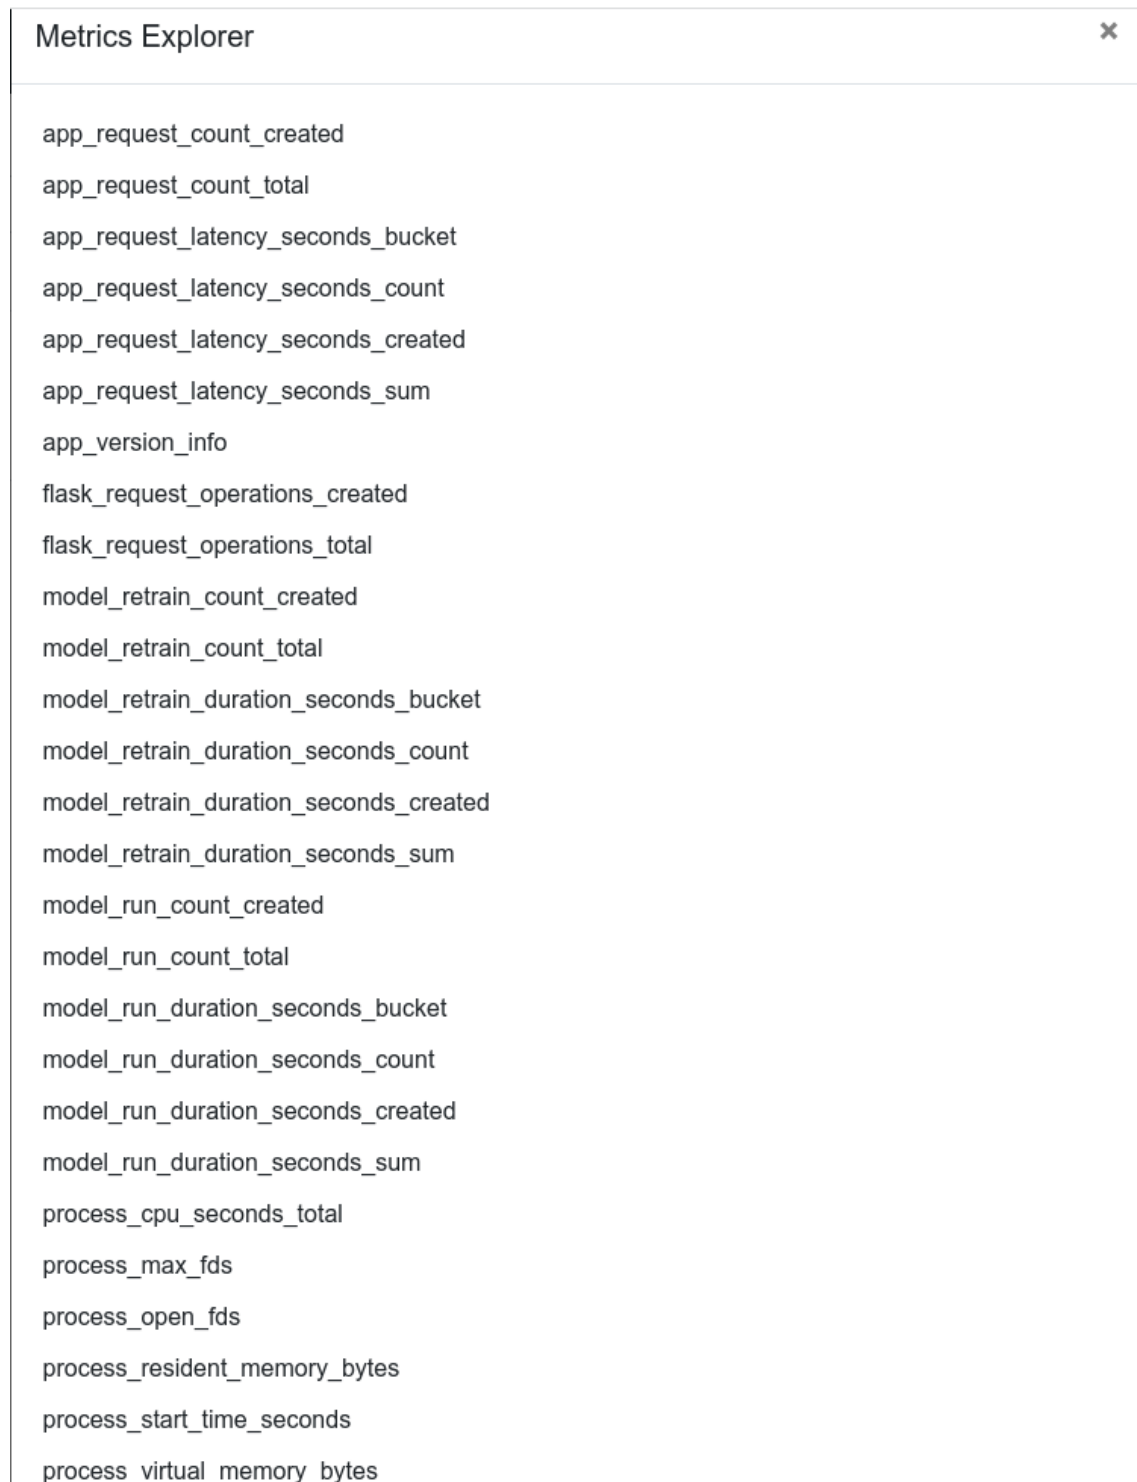 Metrics Explorer
app_request_count_created
app_request_count_total
app_request_latency_seconds_bucket
app_request_latency_seconds_count
app_request_latency_seconds_created
app_request_latency_seconds_sum
app_version_info
flask_request_operations_created
flask_request_operations_total
model_retrain_count_created
model_retrain_count_total
model_retrain_duration_seconds_bucket
model_retrain_duration_seconds_count
model_retrain_duration_seconds_created
model_retrain_duration_seconds_sum
model_run_count_created
model_run_count_total
model_run_duration_seconds_bucket
model_run_duration_seconds_count
model_run_duration_seconds_created
model_run_duration_seconds_sum
process_cpu_seconds_total
process_max_fds
process_open_fds
process_resident_memory_bytes
process_start_time_seconds
process_virtual_memory_bytes